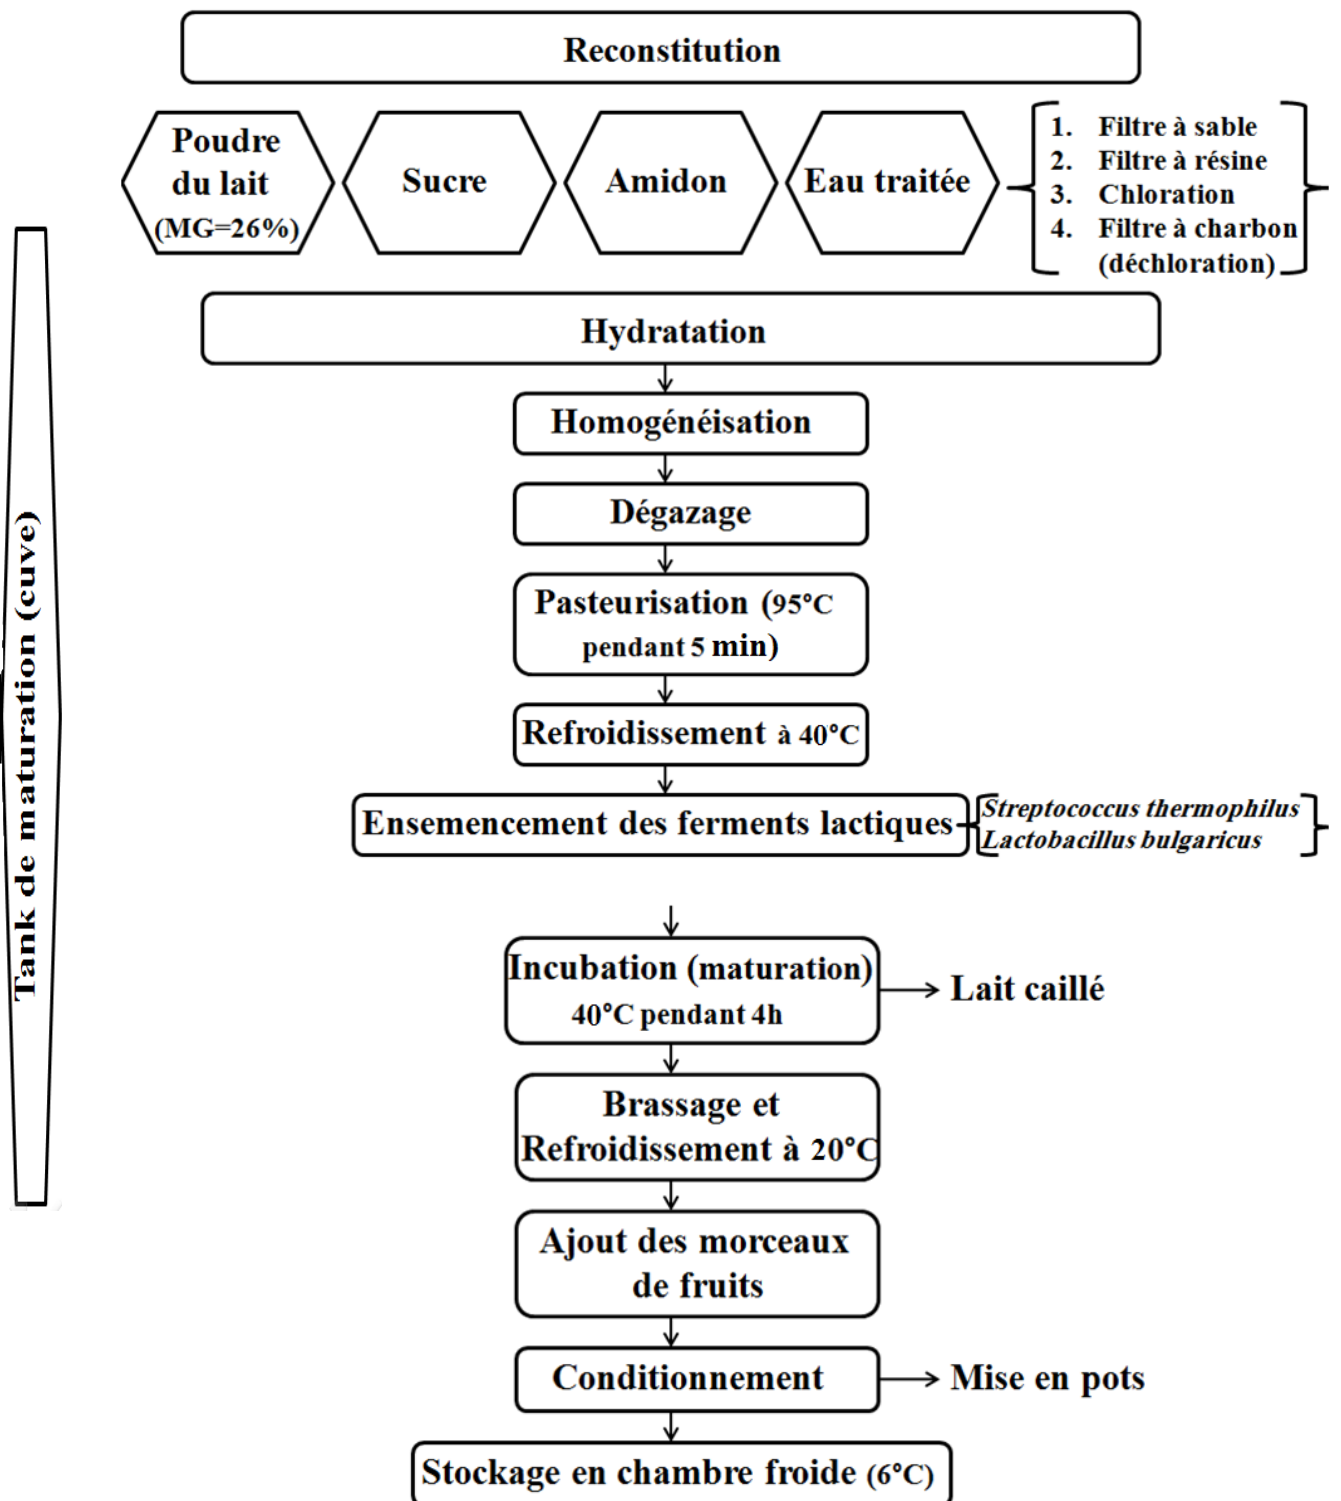 Reconstitution
Poudre
du lait
(MG=26%)
Sucre
Amidon
Eau traitée
1. Filtre à sable
2. Filtre à résine
3. Chloration
4. Filtre à charbon
(déchloration)
Hydratation
Homogénéisation
Dégazage
Pasteurisation (95°C
pendant 5 min)
Refroidissement à 40°C
Ensemencement des ferments lactiques
Streptococcus thermophilus
Lactobacillus bulgaricus
Tank de maturation (cuve)
Incubation (maturation)
40°C pendant 4h
Lait caillé
Brassage et
Refroidissement à 20°C
Ajout des morceaux
de fruits
Conditionnement
Mise en pots
Stockage en chambre froide (6°C)